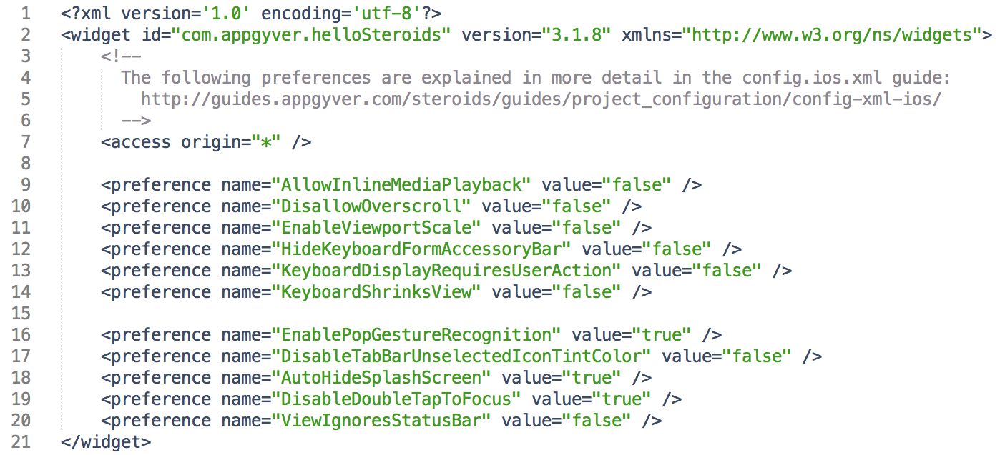 1 <?xml version='1.0' encoding='utf-8'?>
2 <widget id="com.appgyver.helloSteroids" version="3.1.8" xmlns="http://www.w3.org/ns/widgets">
3 <!--
4 The following preferences are explained in more detail in the config.ios.xml guide:
5 http://guides.appgyver.com/steroids/guides/project_configuration/config-xml-ios/
6 -->
7 <access origin="*" />
8
9 <preference name="AllowInlineMediaPlayback" value="false" />
10 <preference name="DisallowOverscroll" value="false" />
11 <preference name="EnableViewportScale" value="false" />
12 <preference name="HideKeyboardFormAccessoryBar" value="false" />
13 <preference name="KeyboardDisplayRequiresUserAction" value="false" />
14 <preference name="KeyboardShrinksView" value="false" />
15
16 <preference name="EnablePopGestureRecognition" value="true" />
17 <preference name="DisableTabBarUnselectedIconTintColor" value="false" />
18 <preference name="AutoHideSplashScreen" value="true" />
19 <preference name="DisableDoubleTapToFocus" value="true" />
20 <preference name="ViewIgnoresStatusBar" value="false" />
21 </widget>